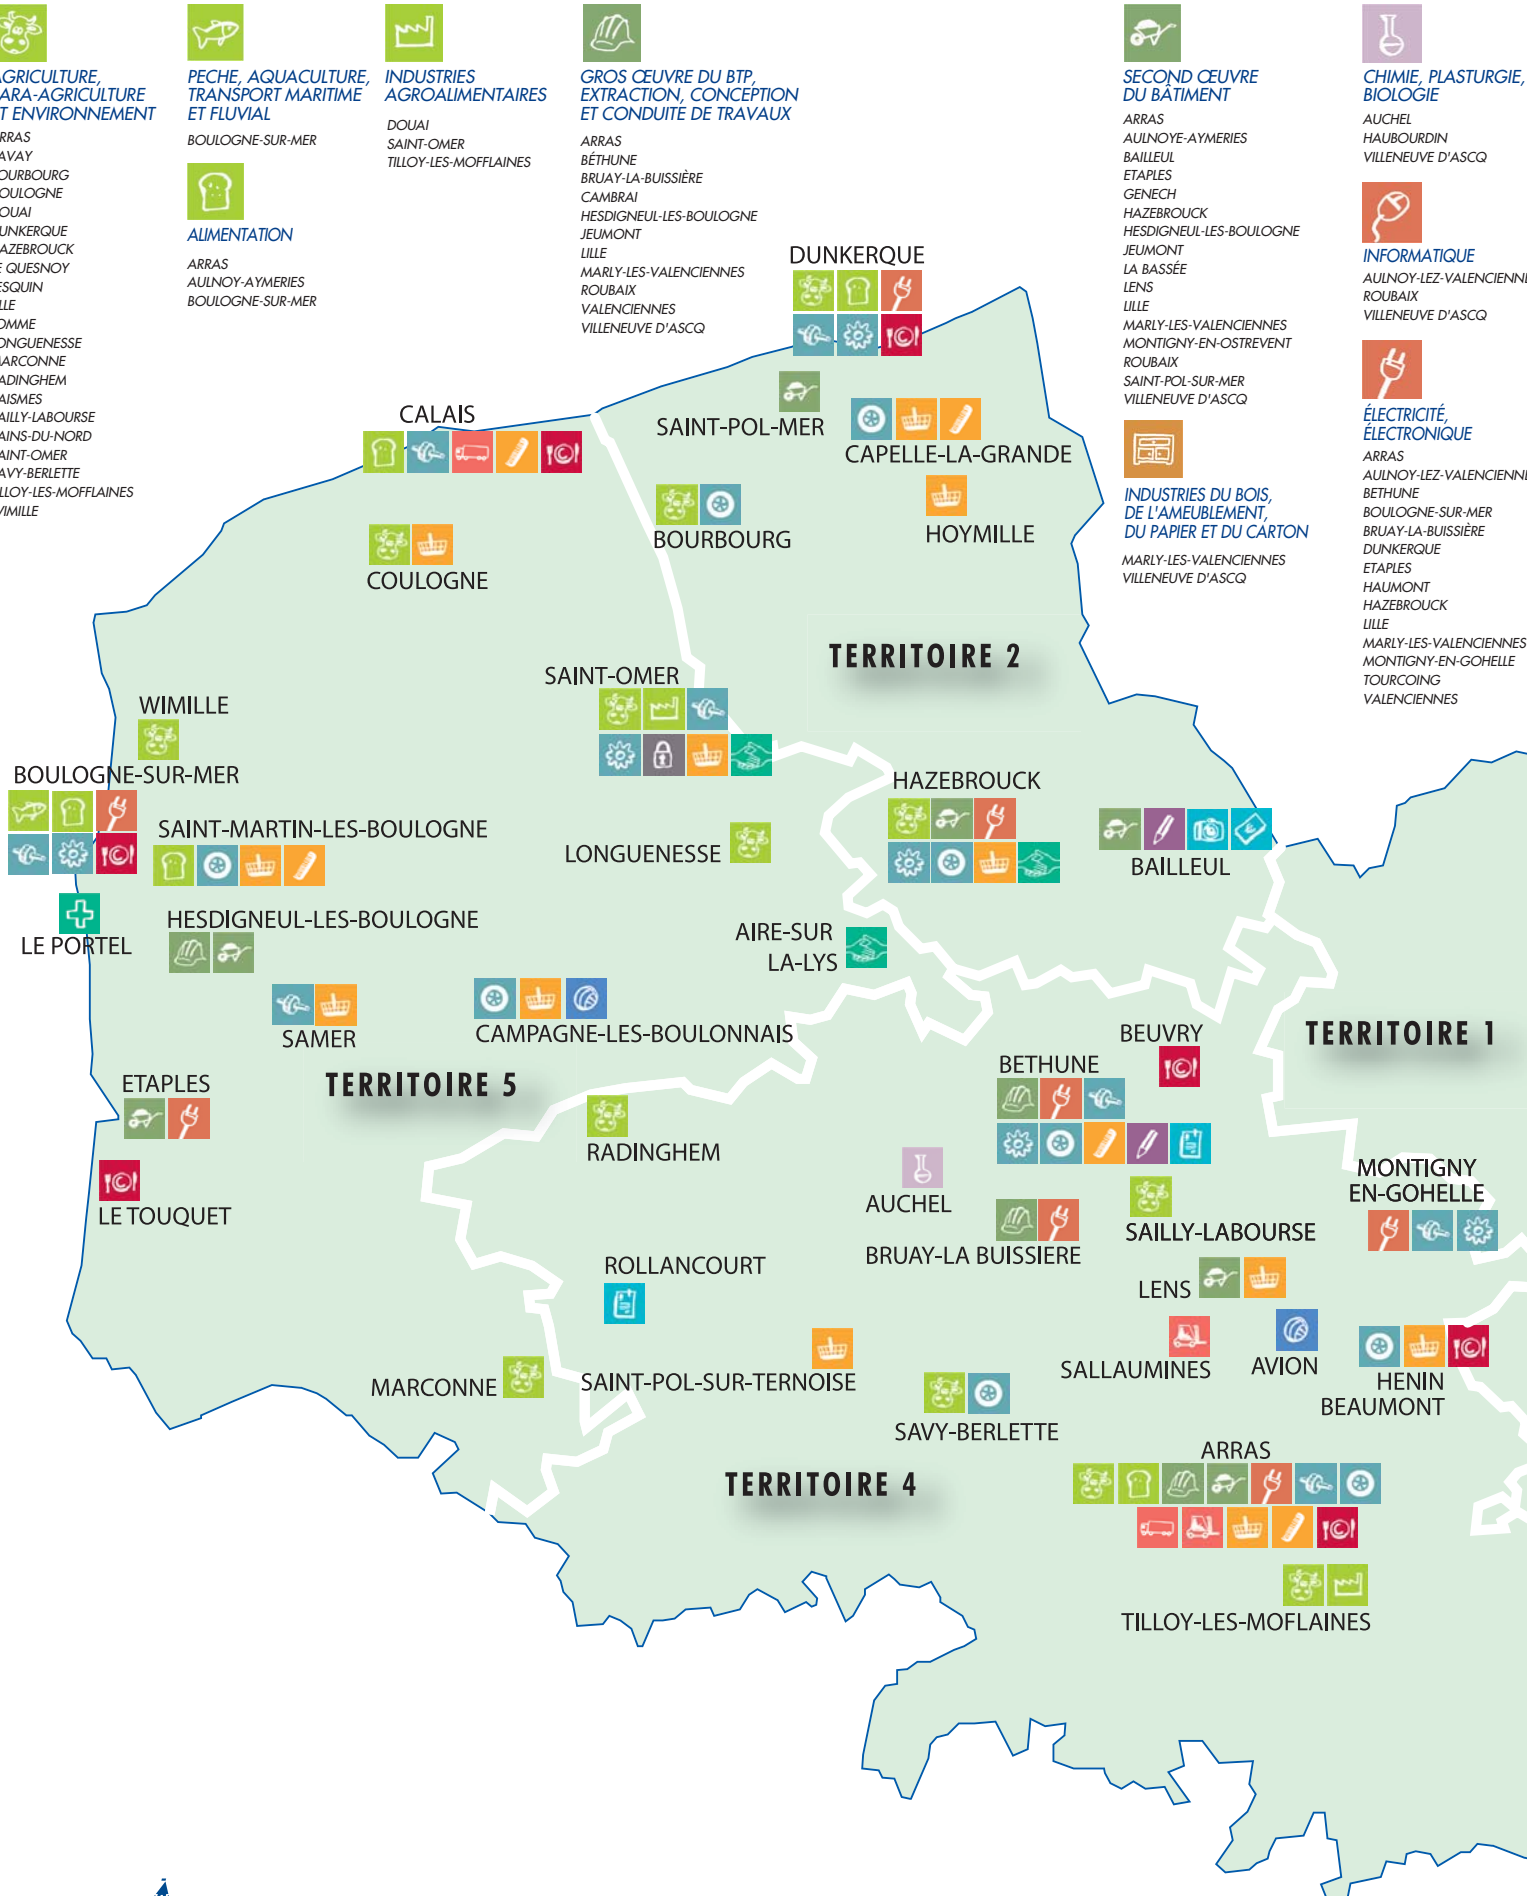 PECHE, AQUACULTURE,
TRANSPORT MARITIME
ET FLUVIAL
BOULOGNE-SUR-MER
ALIMENTATION
ARRAS
AULNOY-AYMERIES
BOULOGNE-SUR-MER
INDUSTRIES
AGROALIMENTAIRES
DOUAI
SAINT-OMER
TILLOY-LES-MOFFLAINES
GROS ŒUVRE DU BTP,
EXTRACTION, CONCEPTION
ET CONDUITE DE TRAVAUX
ARRAS
BÉTHUNE
BRUAY-LA-BUISSIÈRE
CAMBRAI
HESDIGNEUL-LES-BOULOGNE
JEUMONT
LILLE
MARLY-LES-VALENCIENNES
ROUBAIX
VALENCIENNES
VILLENEUVE D'ASCQ
SECOND ŒUVRE
DU BÂTIMENT
ARRAS
AULNOYE-AYMERIES
BAILLEUL
ETAPLES
GENECH
HAZEBROUCK
HESDIGNEUL-LES-BOULOGNE
JEUMONT
LA BASSÉE
LENS
LILLE
MARLY-LES-VALENCIENNES
MONTIGNY-EN-OSTREVENT
ROUBAIX
SAINT-POL-SUR-MER
VILLENEUVE D'ASCQ
INDUSTRIES DU BOIS,
DE L'AMEUBLEMENT,
DU PAPIER ET DU CARTON
MARLY-LES-VALENCIENNES
VILLENEUVE D'ASCQ
CHIMIE, PLASTURGIE,
BIOLOGIE
AUCHEL
HAUBOURDIN
VILLENEUVE D'ASCQ
INFORMATIQUE
AULNOY-LEZ-VALENCIENNE
ROUBAIX
VILLENEUVE D'ASCQ
ÉLECTRICITÉ,
ÉLECTRONIQUE
ARRAS
AULNOY-LEZ-VALENCIENNE
BETHUNE
BOULOGNE-SUR-MER
BRUAY-LA-BUISSIÈRE
DUNKERQUE
ETAPLES
HAUMONT
HAZEBROUCK
LILLE
MARLY-LES-VALENCIENNES
MONTIGNY-EN-GOHELLE
TOURCOING
VALENCIENNES
GRICULTURE,
ARA-AGRICULTURE
T ENVIRONNEMENT
RRAS
AVAY
OURBOURG
OULOGNE
OUAI
UNKERQUE
AZEBROUCK
E QUESNOY
ESQUIN
LLE
OMME
ONGUENESSE
MARCONNE
ADINGHEM
AISMES
AILLY-LABOURSE
AINS-DU-NORD
AINT-OMER
AVY-BERLETTE
LLOY-LES-MOFFLAINES
WIMILLE
DUNKERQUE
SAINT-POL-MER
CALAIS
CAPELLE-LA-GRANDE
BOURBOURG
HOYMILLE
COULOGNE
TERRITOIRE 2
SAINT-OMER
WIMILLE
BOULOGNE-SUR-MER
HAZEBROUCK
SAINT-MARTIN-LES-BOULOGNE
LONGUENESSE
BAILLEUL
HESDIGNEUL-LES-BOULOGNE
LE PORTEL
AIRE-SUR
LA-LYS
SAMER
CAMPAGNE-LES-BOULONNAIS
BEUVRY
TERRITOIRE 1
BETHUNE
ETAPLES
TERRITOIRE 5
RADINGHEM
MONTIGNY
EN-GOHELLE
AUCHEL
LE TOUQUET
SAILLY-LABOURSE
BRUAY-LA BUISSIERE
ROLLANCOURT
LENS
SALLAUMINES
AVION
MARCONNE
SAINT-POL-SUR-TERNOISE
HENIN
BEAUMONT
SAVY-BERLETTE
ARRAS
TERRITOIRE 4
TILLOY-LES-MOFLAINES